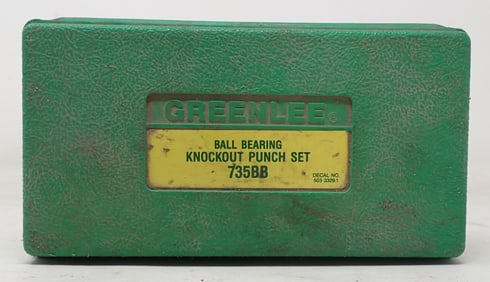 GREENLEE®
BALL BEARING
KNOCKOUT PUNCH SET
735BB
DECAL NO.
503 3329.1